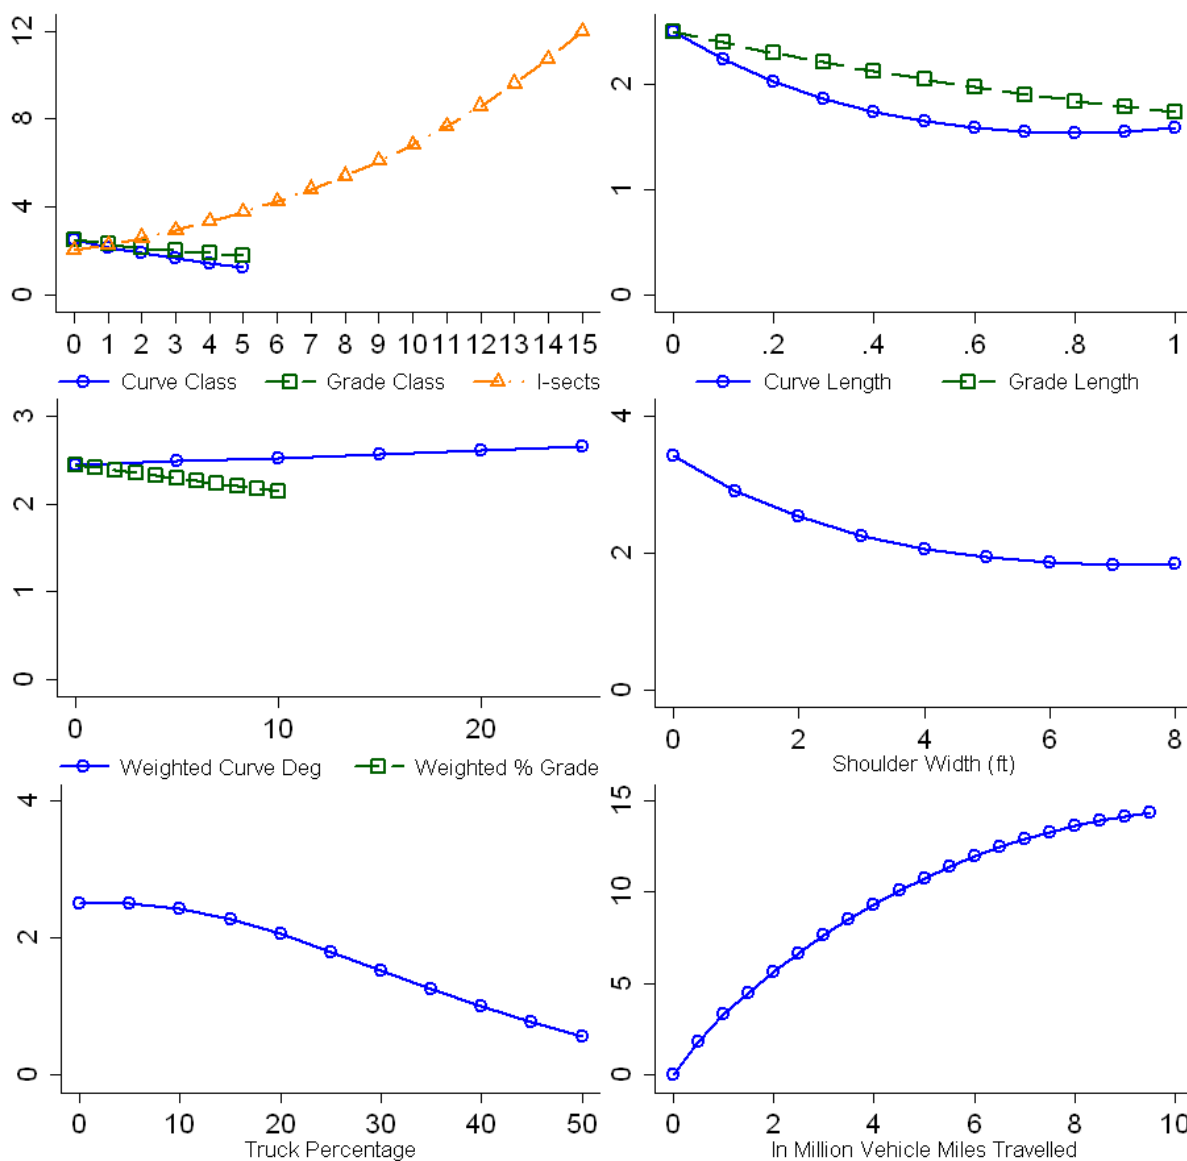 12
8
4
0
0 1 2 3 4 5 6 7 8 9 10 11 12 13 14 15
Curve Class Grade Class I-sects
2
1
0
0 .2 .4 .6 .8 1
Curve Length Grade Length
3
2
1
0
0 10 20
Weighted Curve Deg Weighted % Grade
4
2
0
0 2 4 6 8
Shoulder Width (ft)
4
2
0
0 10 20 30 40 50
Truck Percentage
15
10
5
0
0 2 4 6 8 10
In Million Vehicle Miles Travelled